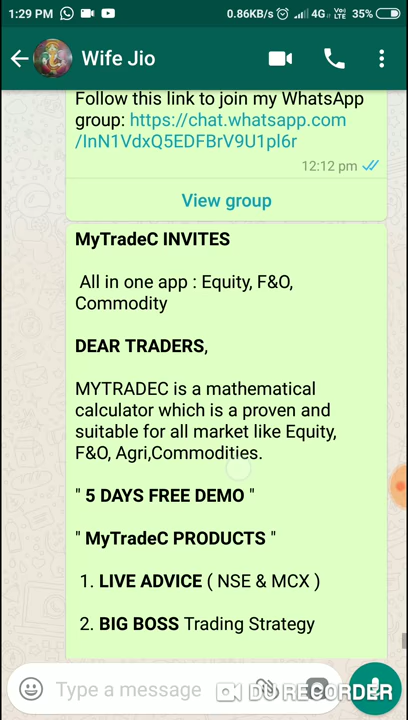 1:29 PM 0.86KB/s 4G Vo) LTE 35%
Wife Jio
Follow this link to join my WhatsApp
group: https://chat.whatsapp.com
/InN1VdxQ5EDFBrV9U1pl6r
12:12 pm
View group
MyTradeC INVITES
All in one app : Equity, F&O,
Commodity
DEAR TRADERS,
MYTRADEC is a mathematical
calculator which is a proven and
suitable for all market like Equity,
F&O, Agri,Commodities.
" 5 DAYS FREE DEMO "
" MyTradeC PRODUCTS "
1. LIVE ADVICE ( NSE & MCX )
2. BIG BOSS Trading Strategy
Type a message
DU RECORDER